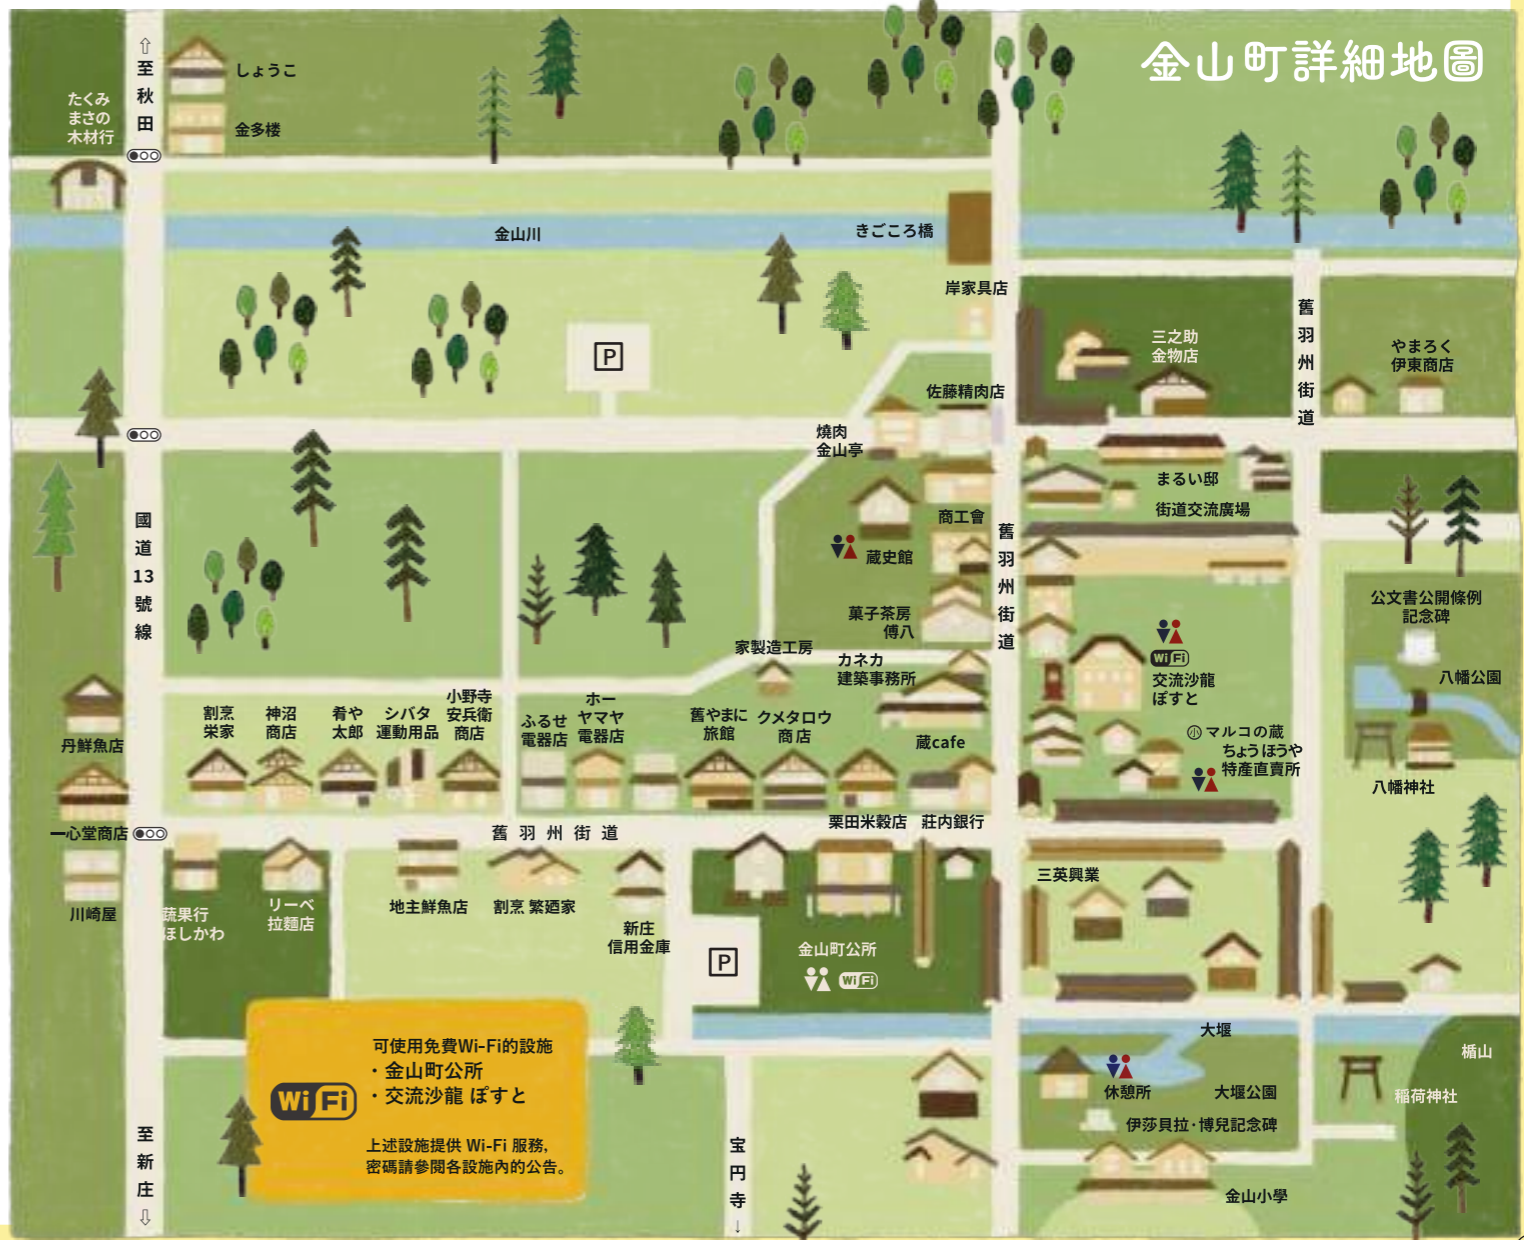 金山町詳細地圖
⇧
至秋田
しょうこ
金多楼
たくみ
まさの
木材行
金山川
きごころ橋
岸家具店
P
三之助
金物店
舊羽州街道
やまろく
伊東商店
佐藤精肉店
燒肉
金山亭
まるい邸
街道交流廣場
商工會
蔵史館
舊羽州街道
國道13號線
菓子茶房
傅八
公文書公開條例
記念碑
八幡公園
家製造工房
カネカ
建築事務所
WiFi
交流沙龍
ぽすと
小野寺
安兵衛
商店
シバタ
運動用品
肴や
太郎
神沼
商店
割烹
栄家
ホー
ヤマヤ
電器店
ふるせ
電器店
舊やまに
旅館
クメタロウ
商店
蔵cafe
小 マルコの蔵
ちょうほうや
特產直賣所
丹鮮魚店
八幡神社
一心堂商店
舊羽州街道
栗田米穀店
莊内銀行
三英興業
川崎屋
蔬果行
ほしかわ
リーベ
拉麵店
地主鮮魚店
割烹 繁廼家
新庄
信用金庫
P
金山町公所
WiFi
大堰
楯山
休憩所
大堰公園
稲荷神社
伊莎貝拉·博兒記念碑
金山小學
可使用免費Wi-Fi的設施
・金山町公所
・交流沙龍 ぽすと
WiFi
上述設施提供 Wi-Fi 服務,
密碼請參閱各設施內的公告。
至新庄
⇩
宝円寺
↓